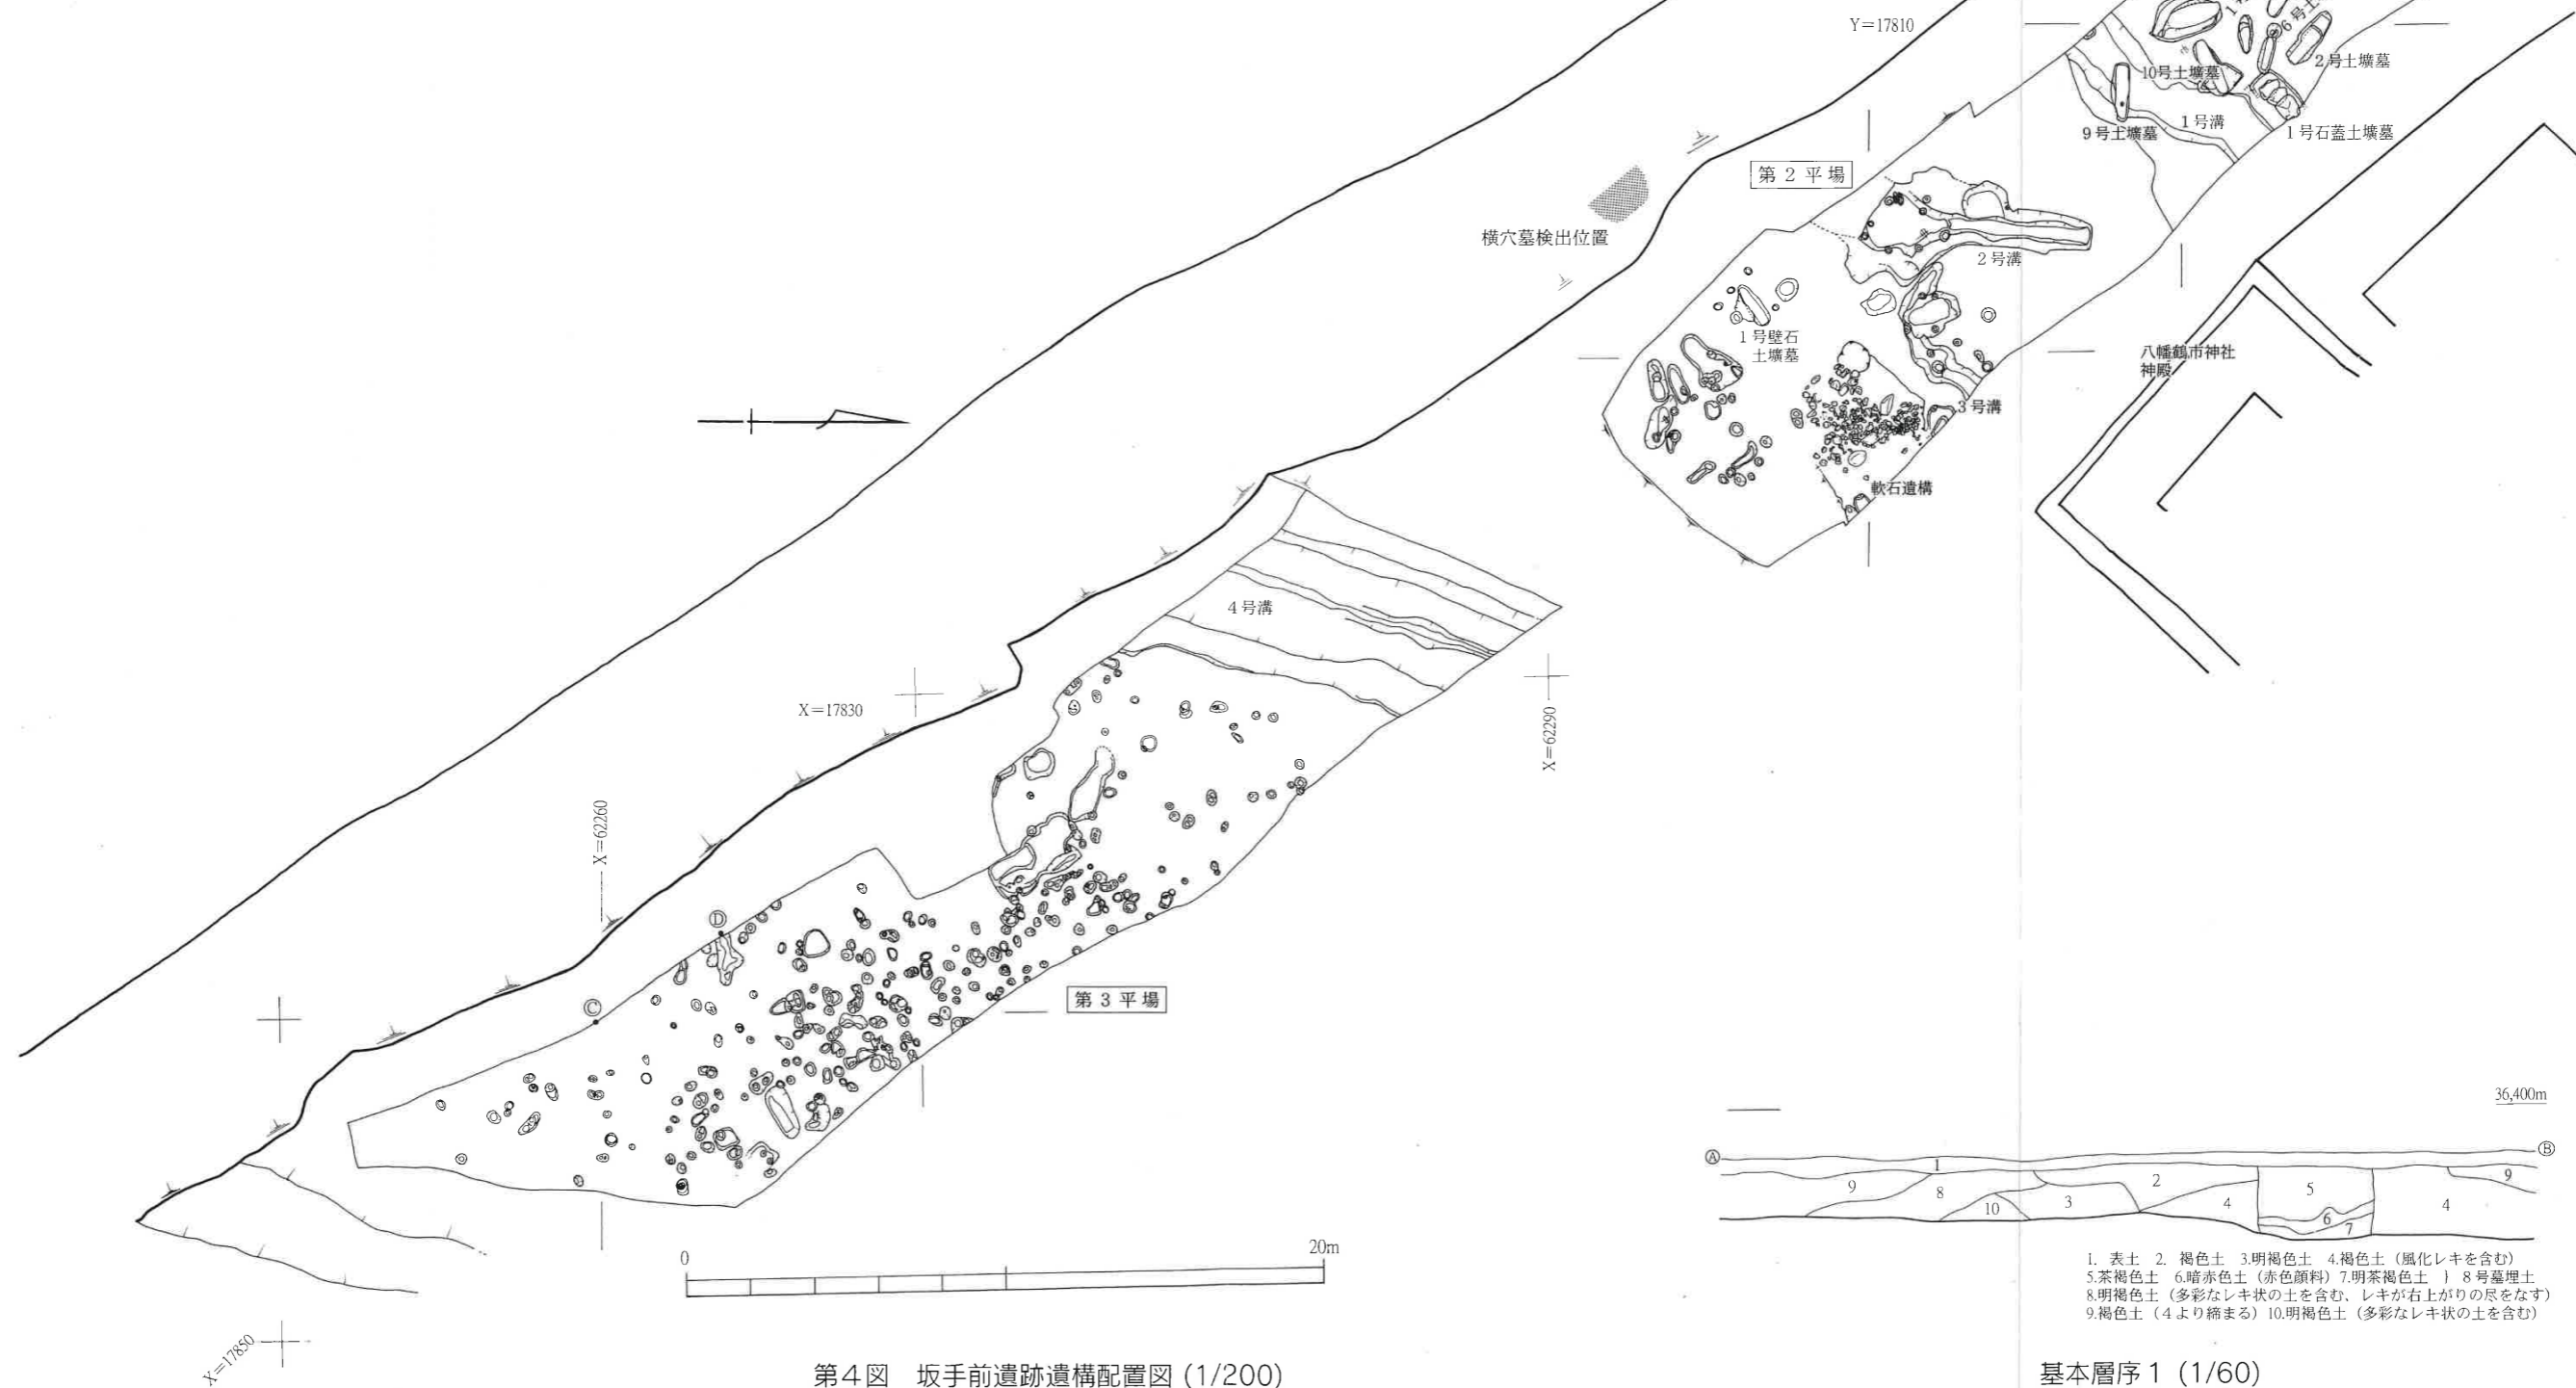 Y=17810
6号土
2号土壙墓
10号土壙墓
1号溝
9号土壙墓
1号石蓋土壙墓
第2平場
横穴墓検出位置
2号溝
1号壁石
土壙墓
八幡鶴市神社
神殿
3号溝
軟石遺構
4号溝
X=17830
X=62290
X=62260
D
C
第3平場
36,400m
A
B
1
9
8
10
3
2
4
5
6
7
4
9
0
20m
1. 表土 2. 褐色土 3.明褐色土 4.褐色土（風化レキを含む）
5.茶褐色土 6.暗赤色土（赤色顔料）7.明茶褐色土 } 8号墓埋土
8.明褐色土（多彩なレキ状の土を含む、レキが右上がりの尽をなす）
9.褐色土（4より締まる）10.明褐色土（多彩なレキ状の土を含む）
X=17850
第4図 坂手前遺跡遺構配置図 (1/200)
基本層序1 (1/60)